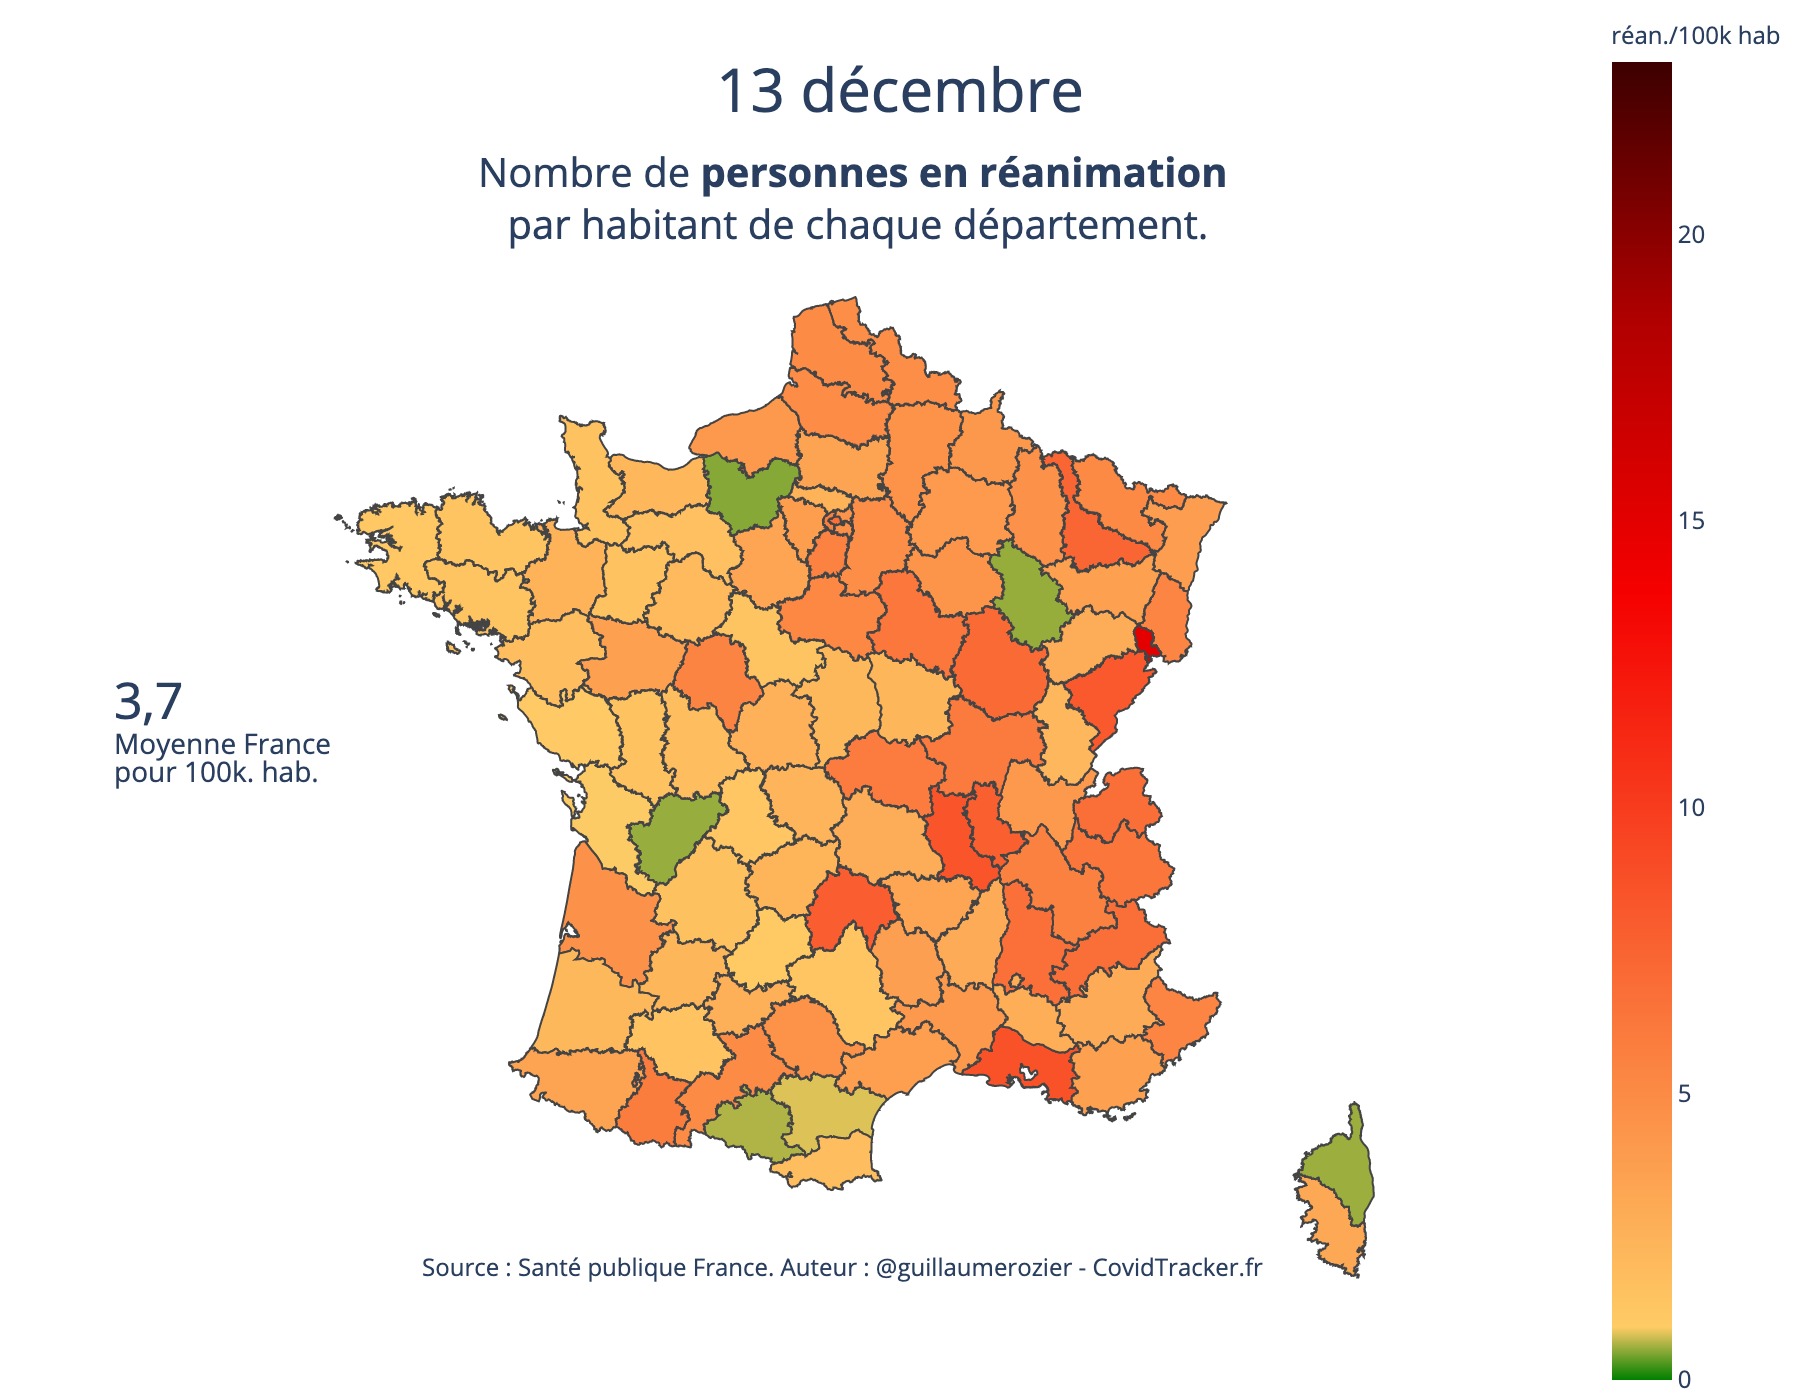 réan./100k hab
13 décembre
Nombre de personnes en réanimation
par habitant de chaque département.
20
15
3,7
Moyenne France
pour 100k. hab.
10
5
Source : Santé publique France. Auteur : @guillaumerozier - CovidTracker.fr
0